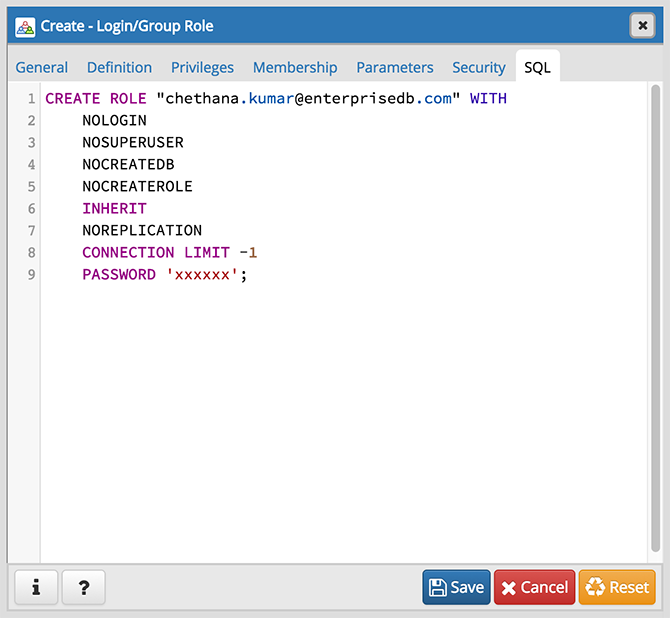 Create - Login/Group Role
General Definition Privileges Membership Parameters Security SQL
1 CREATE ROLE "chethana.kumar@enterprisedb.com" WITH
2 NOLOGIN
3 NOSUPERUSER
4 NOCREATEDB
5 NOCREATEROLE
6 INHERIT
7 NOREPLICATION
8 CONNECTION LIMIT -1
9 PASSWORD 'xxxxxx';
i ? Save Cancel Reset